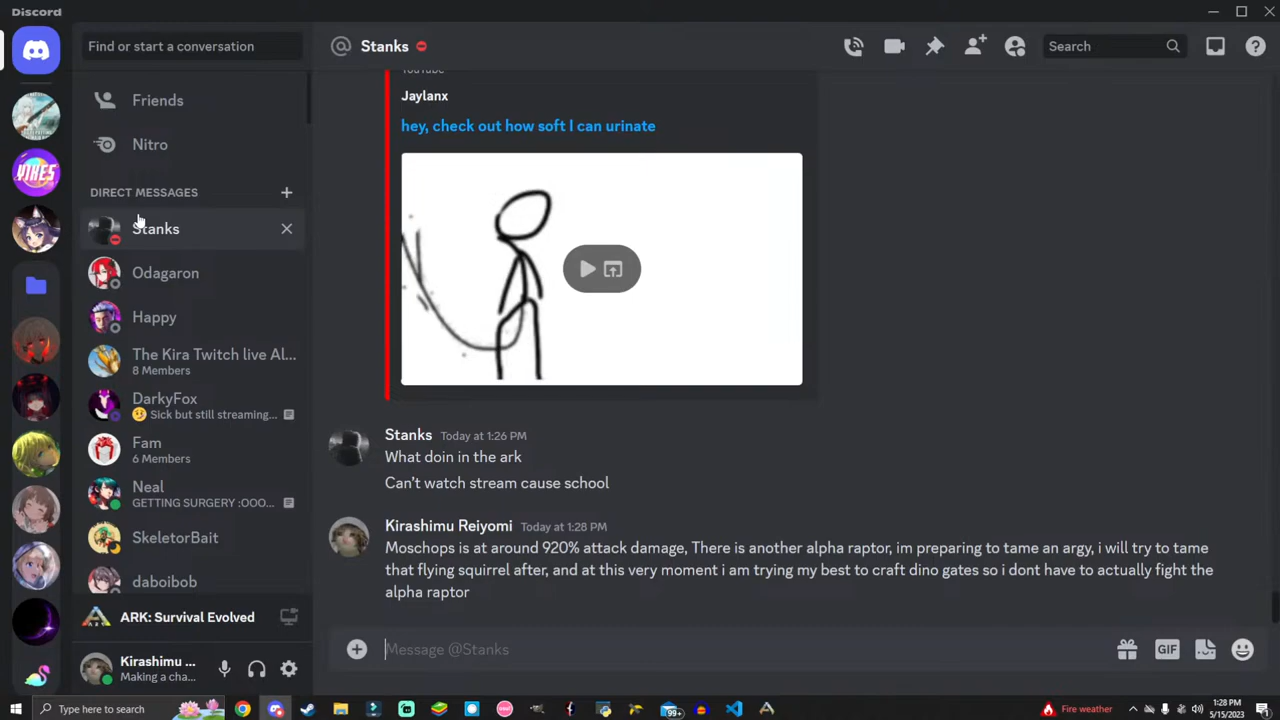 Discord
Find or start a conversation
Stanks
Search
Friends
Nitro
DIRECT MESSAGES
Stanks
Odagaron
Happy
The Kira Twitch live Al...
8 Members
DarkyFox
Sick but still streaming...
Fam
6 Members
Neal
GETTING SURGERY :OOO...
SkeletorBait
daboibob
ARK: Survival Evolved
Kirashimu ...
Making a cha...
YIKES
YouTube
Jaylanx
hey, check out how soft I can urinate
Stanks Today at 1:26 PM
What doin in the ark
Can't watch stream cause school
Kirashimu Reiyomi Today at 1:28 PM
Moschops is at around 920% attack damage, There is another alpha raptor, im preparing to tame an argy, i will try to tame
that flying squirrel after, and at this very moment i am trying my best to craft dino gates so i dont have to actually fight the
alpha raptor
Message @Stanks
GIF
Type here to search
99+
Fire weather
1:28 PM
5/15/2023